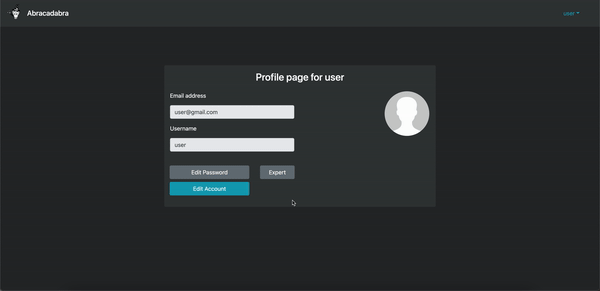 Abracadabra
user
Profile page for user
Email address
user@gmail.com
Username
user
Edit Password
Expert
Edit Account